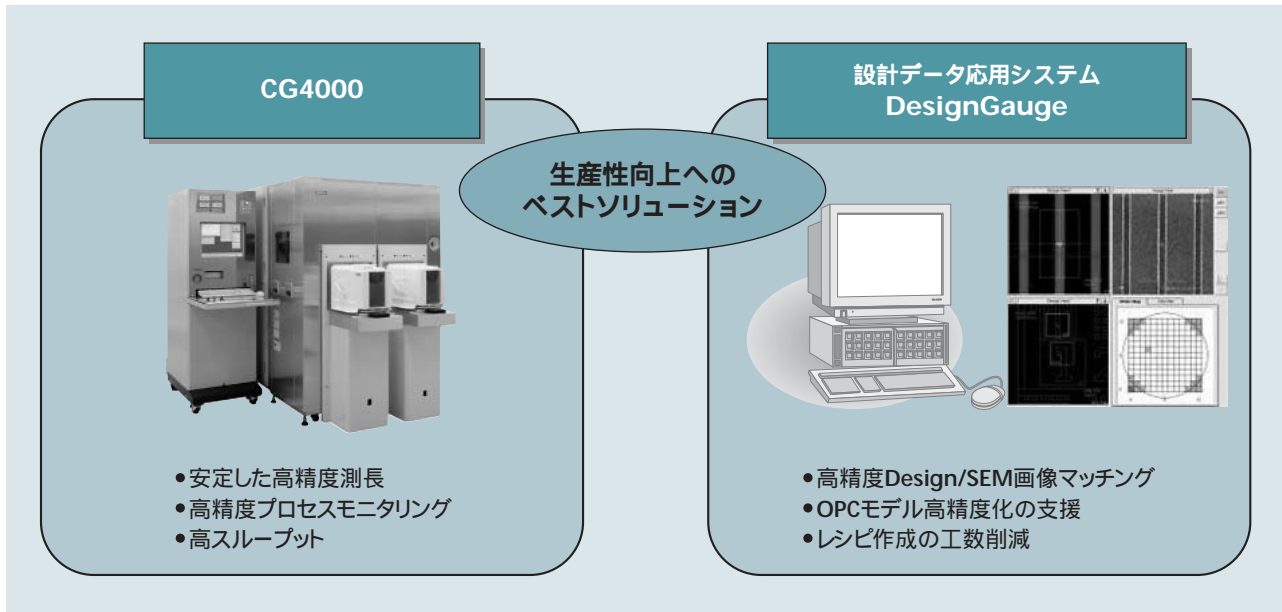 CG4000
設計データ応用システム
DesignGauge
生産性向上への
ベストソリューション
•安定した高精度測長
•高精度プロセスモニタリング
•高スループット
•高精度Design/SEM画像マッチング
•OPCモデル高精度化の支援
•レシピ作成の工数削減